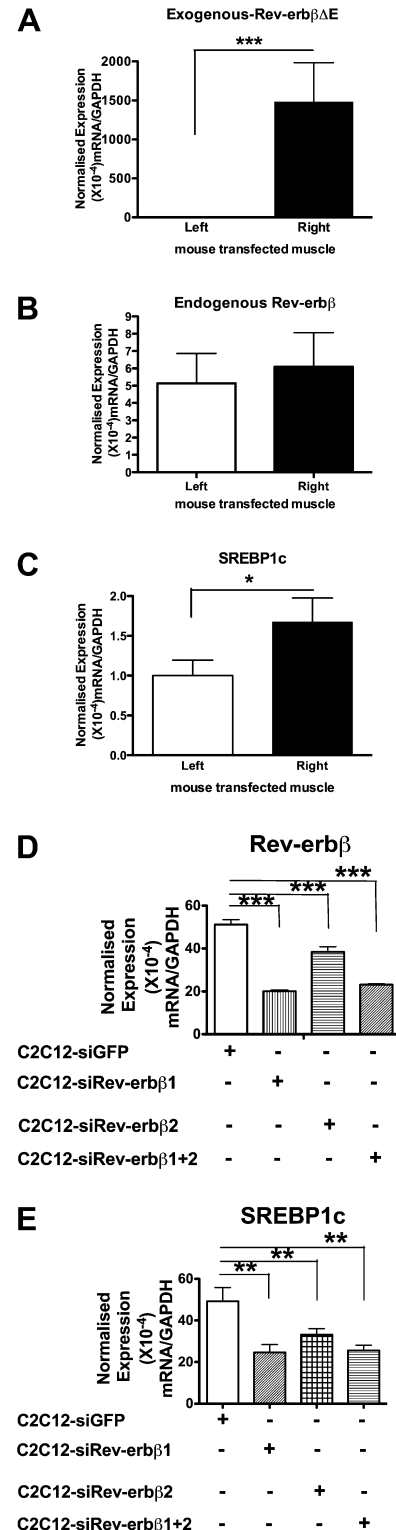 A
Exogenous-Rev-erbβΔE
Normalised Expression
(X10-4)mRNA/GAPDH
2000
1500
1000
500
0
***
Left
Right
mouse transfected muscle
B
Endogenous Rev-erbβ
Normalised Expression
(X10-4)mRNA/GAPDH
9
8
7
6
5
4
3
2
1
0
Left
Right
mouse transfected muscle
C
SREBP1c
Normalised Expression
(X10-4)mRNA/GAPDH
2.0
1.5
1.0
0.5
0.0
*
Left
Right
mouse transfected muscle
D
Rev-erbβ
Normalised
Expression
(X10-4)
mRNA/GAPDH
60
40
20
0
***
***
***
C2C12-siGFP + - - -
C2C12-siRev-erbβ1 - + - -
C2C12-siRev-erbβ2 - - + -
C2C12-siRev-erbβ1+2 - - - +
E
SREBP1c
Normalised
Expression
(X10-4)
mRNA/GAPDH
60
40
20
0
**
**
**
C2C12-siGFP + - - -
C2C12-siRev-erbβ1 - + - -
C2C12-siRev-erbβ2 - - + -
C2C12-siRev-erbβ1+2 - - - +